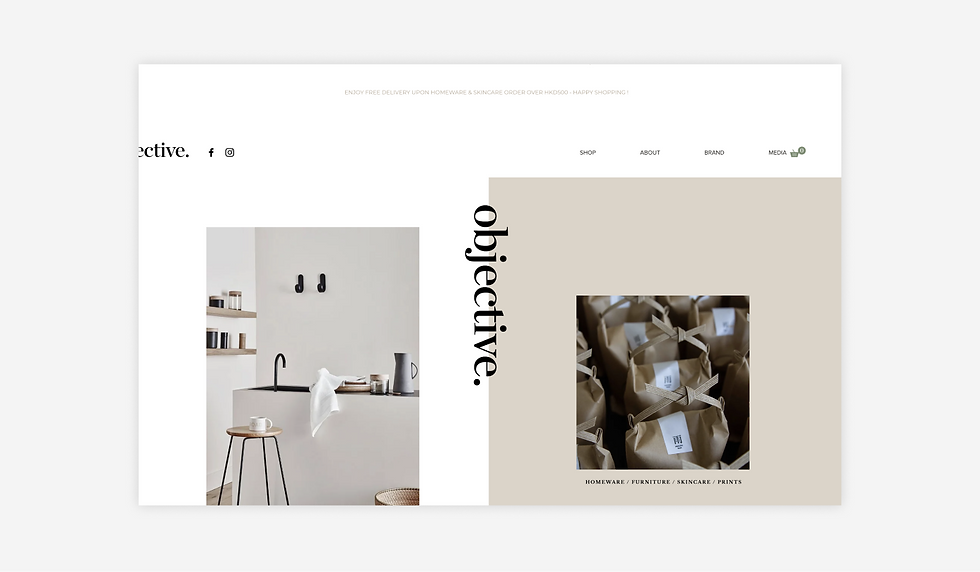 ENJOY FREE DELIVERY UPON HOMEWARE & SKINCARE ORDER OVER HKD500 ! HAPPY SHOPPING !
ective.
SHOP ABOUT BRAND MEDIA 0
objective.
HOMEWARE / FURNITURE / SKINCARE / PRINTS